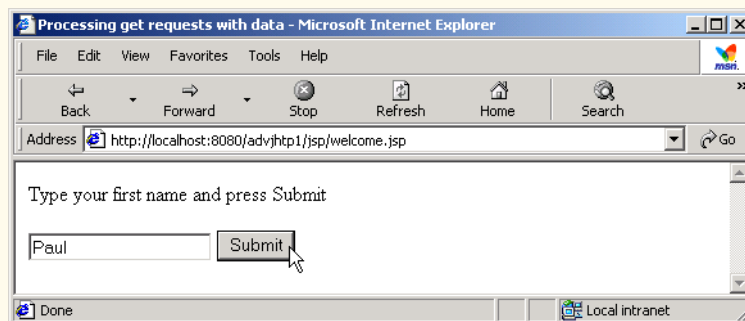 Processing get requests with data - Microsoft Internet Explorer
File Edit View Favorites Tools Help
msn.
Back Forward Stop Refresh Home Search »
Address http://localhost:8080/advjhtp1/jsp/welcome.jsp Go
Type your first name and press Submit
Paul Submit
Done Local intranet